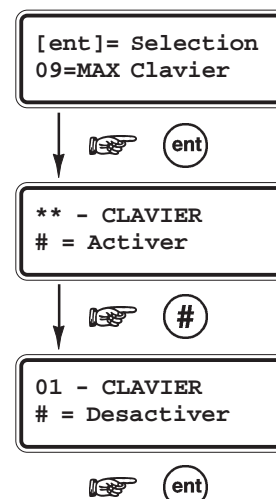 [ent]= Selection
09=MAX Clavier
ent
** - CLAVIER
# = Activer
#
01 - CLAVIER
# = Desactiver
ent